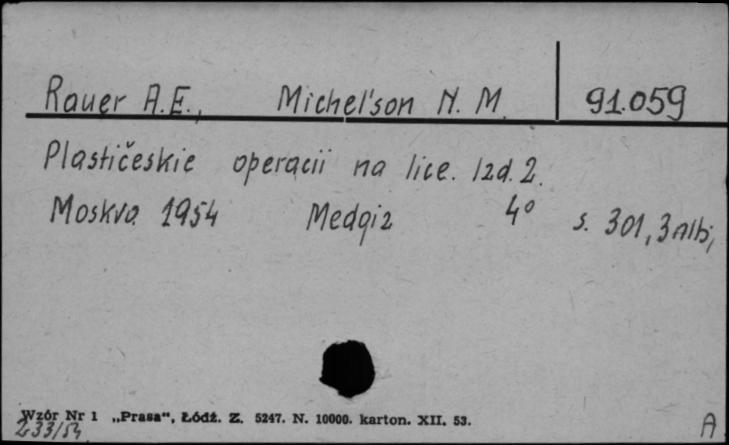 Rauer A.E., Michel'son N. M. 91.059
Plastičeskie operacii na lice. Izd. 2.
Moskva 1954 Medgiz 4° s. 301, 3 nlb,
Wzór Nr 1 „Prasa", Łódź. Z. 5247. N. 10000. karton. XII. 53.
233/54
A